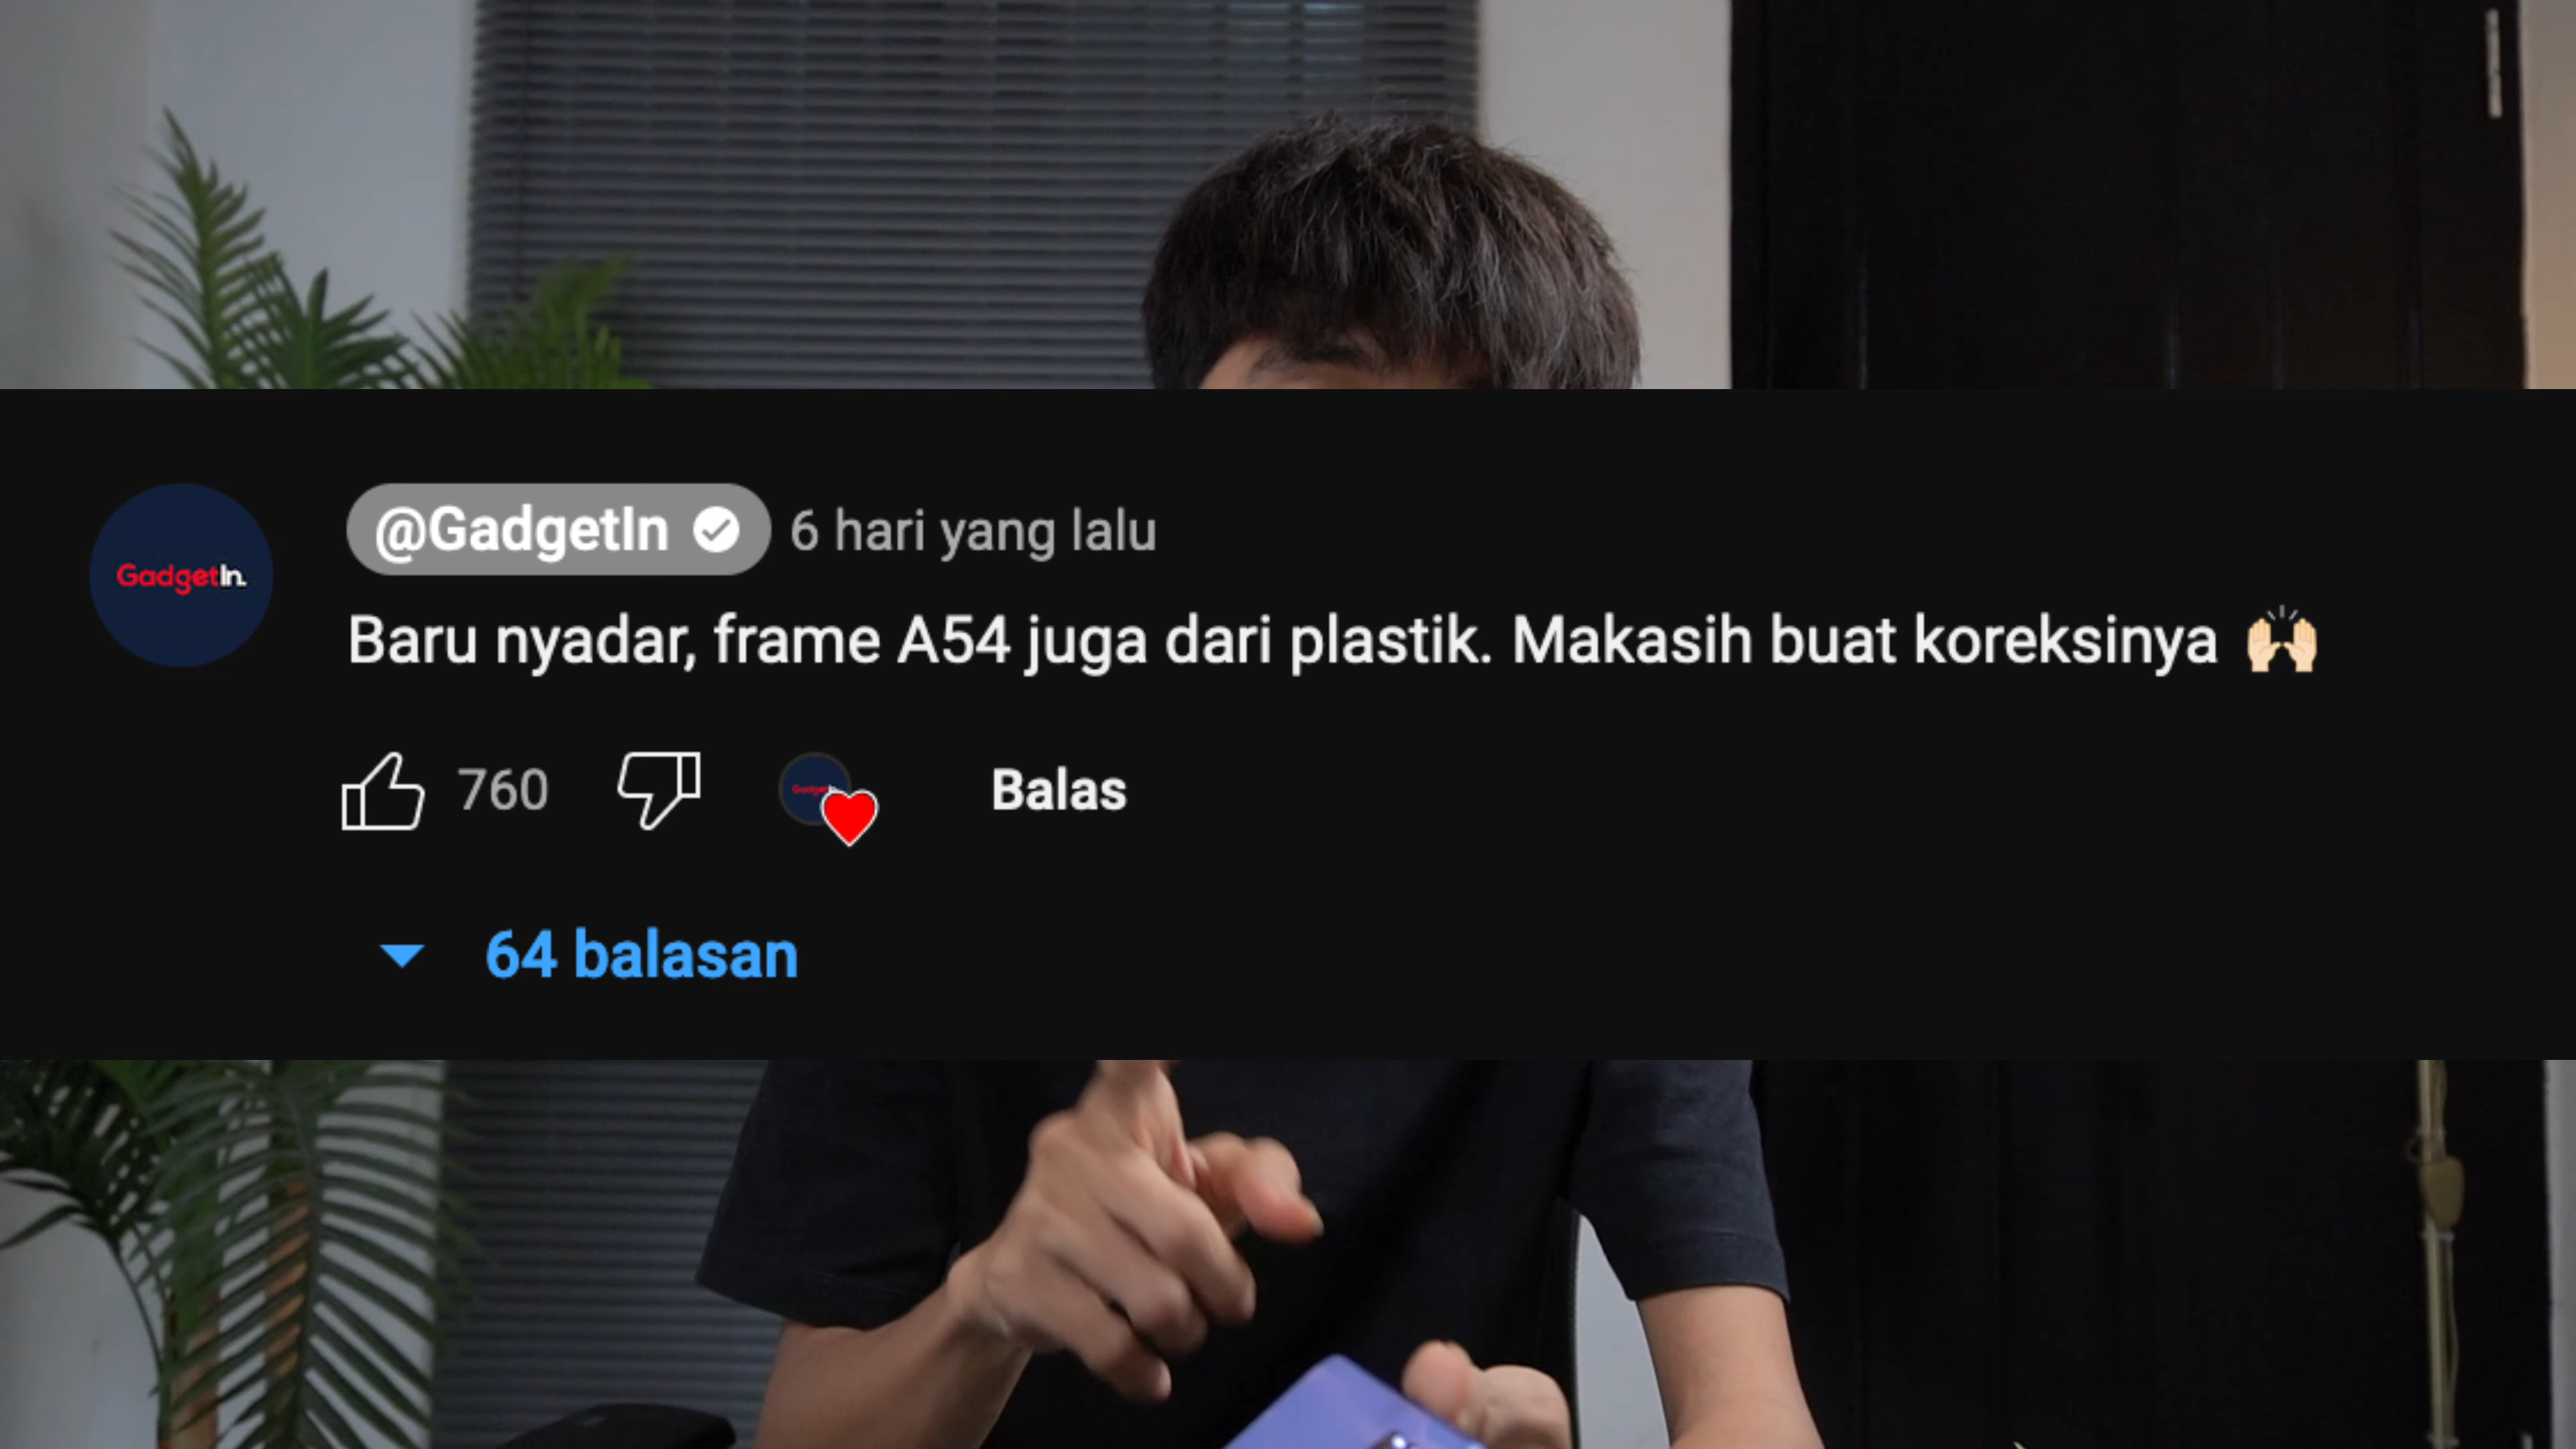 GadgetIn.
@GadgetIn 6 hari yang lalu
Baru nyadar, frame A54 juga dari plastik. Makasih buat koreksinya 🙌🏻
760 Balas
64 balasan